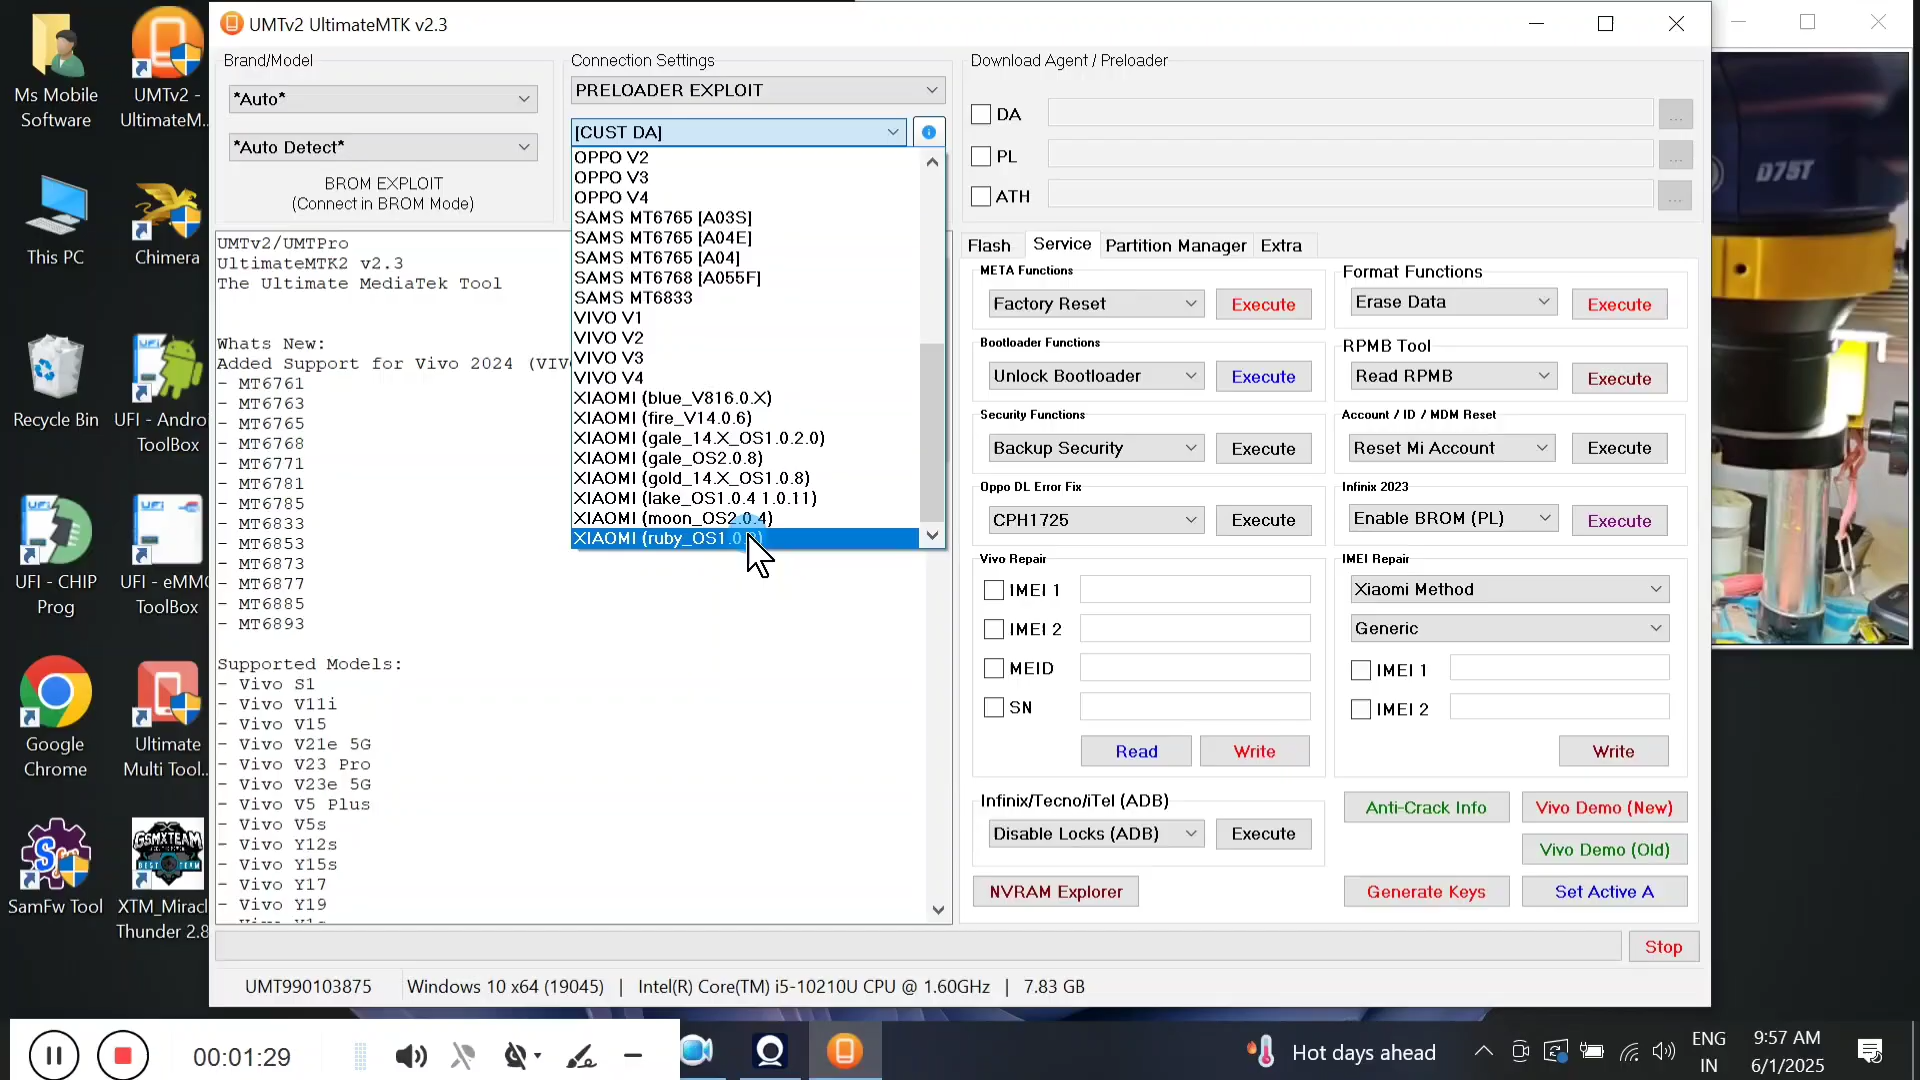 Ms Mobile
Software
UMTv2 -
UltimateM...
This PC
Chimera
Recycle Bin
UFI - Andro
ToolBox
UFI - CHIP
Prog
UFI - eMMC
ToolBox
Google
Chrome
Ultimate
Multi Tool...
SamFw Tool
XTM_Miracl
Thunder 2.8
UMTv2 UltimateMTK v2.3
Brand/Model
*Auto*
*Auto Detect*
BROM EXPLOIT
(Connect in BROM Mode)
Connection Settings
PRELOADER EXPLOIT
[CUST DA]
OPPO V2
OPPO V3
OPPO V4
SAMS MT6765 [A03S]
SAMS MT6765 [A04E]
SAMS MT6765 [A04]
SAMS MT6768 [A055F]
SAMS MT6833
VIVO V1
VIVO V2
VIVO V3
VIVO V4
XIAOMI (blue_V816.0.X)
XIAOMI (fire_V14.0.6)
XIAOMI (gale_14.X_OS1.0.2.0)
XIAOMI (gale_OS2.0.8)
XIAOMI (gold_14.X_OS1.0.8)
XIAOMI (lake_OS1.0.4 1.0.11)
XIAOMI (moon_OS2.0.4)
XIAOMI (ruby_OS1.0
UMTv2/UMTPro
UltimateMTK2 v2.3
The Ultimate MediaTek Tool
Whats New:
Added Support for Vivo 2024 (VIV
- MT6761
- MT6763
- MT6765
- MT6768
- MT6771
- MT6781
- MT6785
- MT6833
- MT6853
- MT6873
- MT6877
- MT6885
- MT6893
Supported Models:
- Vivo S1
- Vivo V11i
- Vivo V15
- Vivo V21e 5G
- Vivo V23 Pro
- Vivo V23e 5G
- Vivo V5 Plus
- Vivo V5s
- Vivo Y12s
- Vivo Y15s
- Vivo Y17
- Vivo Y19
Download Agent / Preloader
DA ...
PL ...
ATH ...
Flash Service Partition Manager Extra
META Functions
Factory Reset Execute
Bootloader Functions
Unlock Bootloader Execute
Security Functions
Backup Security Execute
Oppo DL Error Fix
CPH1725 Execute
Vivo Repair
IMEI 1
IMEI 2
MEID
SN
Read Write
Infinix/Tecno/iTel (ADB)
Disable Locks (ADB) Execute
NVRAM Explorer
Format Functions
Erase Data Execute
RPMB Tool
Read RPMB Execute
Account / ID / MDM Reset
Reset Mi Account Execute
Infinix 2023
Enable BROM (PL) Execute
IMEI Repair
Xiaomi Method
Generic
IMEI 1
IMEI 2
Write
Anti-Crack Info Vivo Demo (New)
Vivo Demo (Old)
Generate Keys Set Active A
Stop
UMT990103875 Windows 10 x64 (19045) | Intel(R) Core(TM) i5-10210U CPU @ 1.60GHz | 7.83 GB
D75T
00:01:29
Hot days ahead
ENG
IN
9:57 AM
6/1/2025